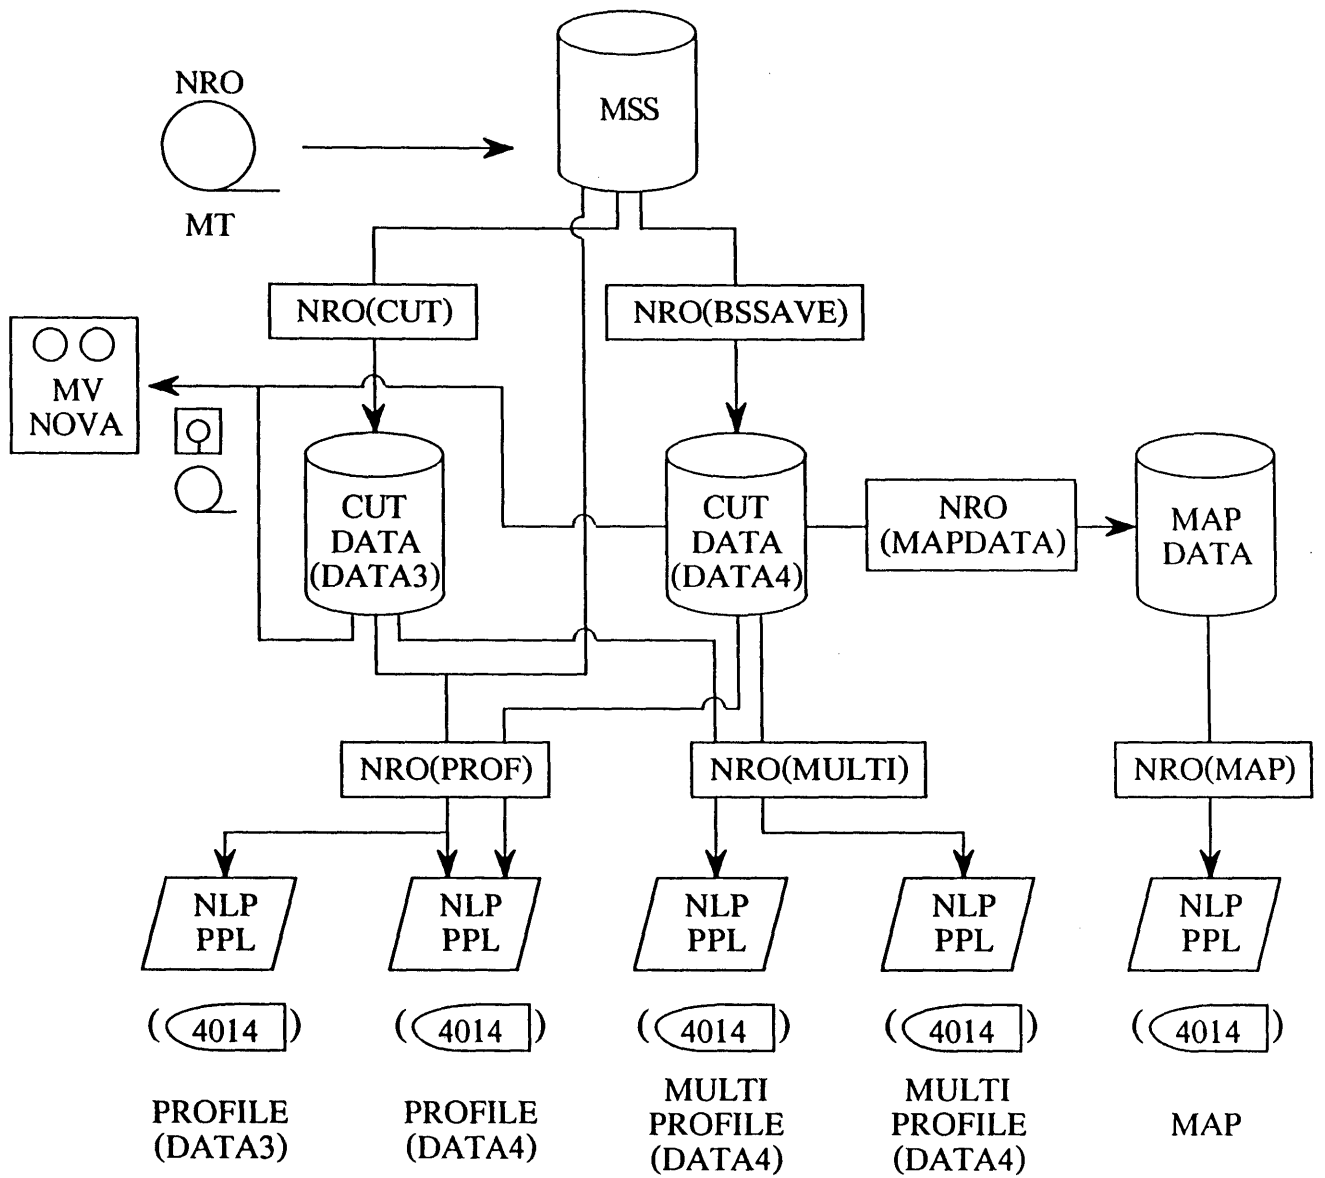 NRO
MT
MSS
NRO(CUT)
NRO(BSSAVE)
MV
NOVA
CUT
DATA
(DATA3)
CUT
DATA
(DATA4)
NRO
(MAPDATA)
MAP
DATA
NRO(PROF)
NRO(MULTI)
NRO(MAP)
NLP
PPL
NLP
PPL
NLP
PPL
NLP
PPL
NLP
PPL
(4014)
(4014)
(4014)
(4014)
(4014)
PROFILE
(DATA3)
PROFILE
(DATA4)
MULTI
PROFILE
(DATA4)
MULTI
PROFILE
(DATA4)
MAP